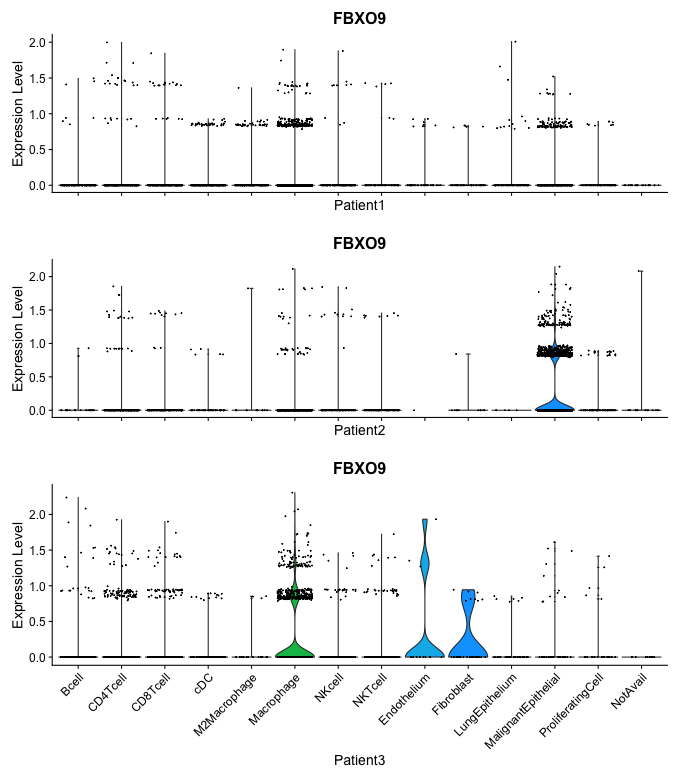 FBXO9
Expression Level
2.0
1.5
1.0
0.5
0.0
Patient1
FBXO9
Expression Level
2.0
1.5
1.0
0.5
0.0
Patient2
FBXO9
Expression Level
2.0
1.5
1.0
0.5
0.0
Bcell
CD4Tcell
CD8Tcell
cDC
M2Macrophage
Macrophage
NKcell
NKTcell
Endothelium
Fibroblast
LungEpithelium
MalignantEpithelial
ProliferatingCell
NotAvail
Patient3